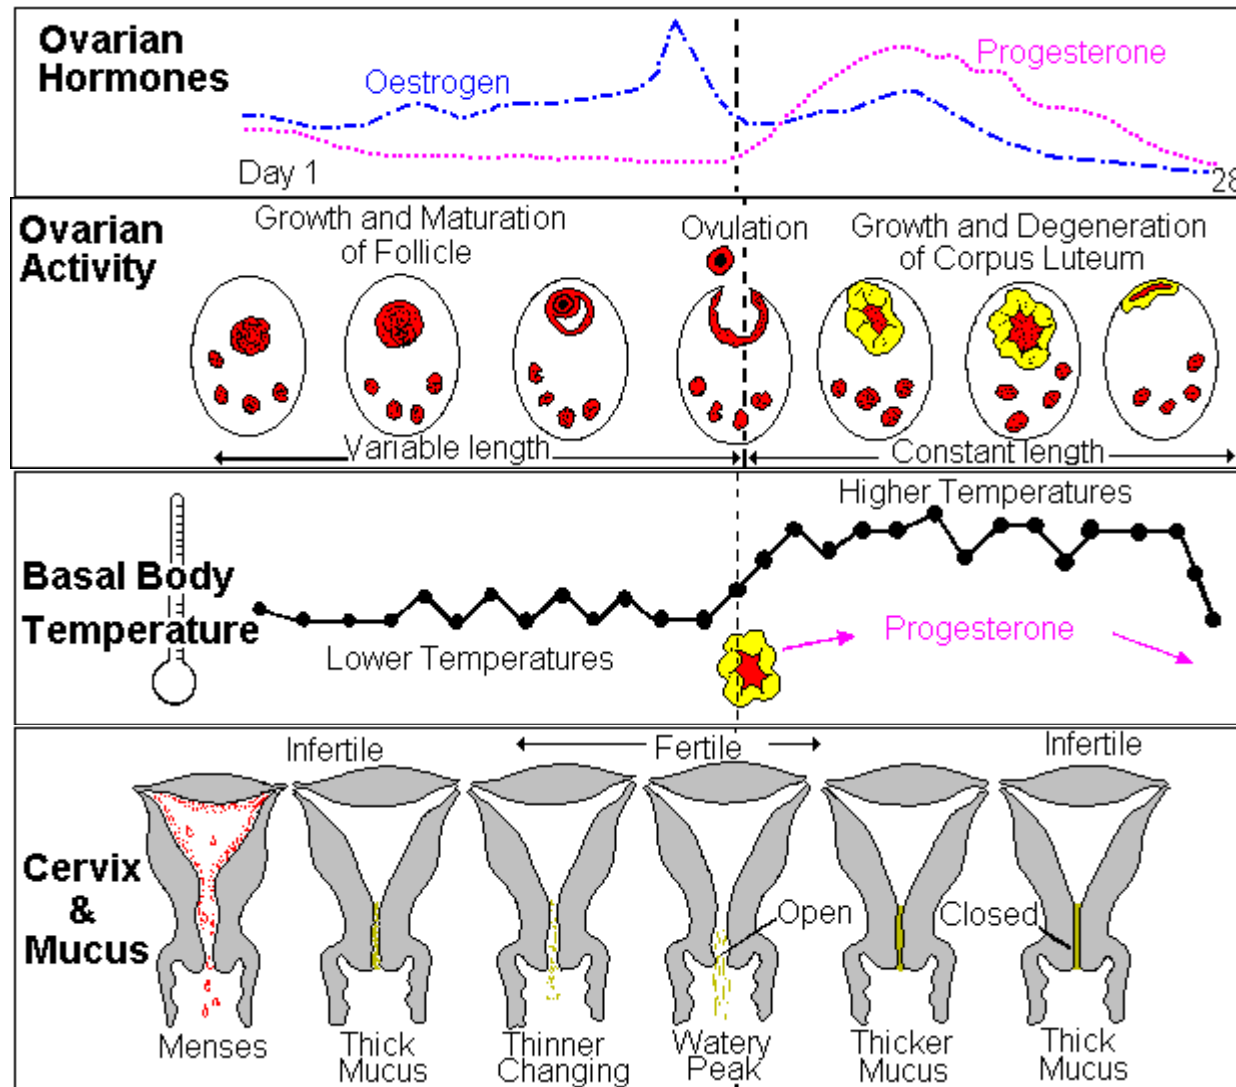 Ovarian
Hormones
Oestrogen
Progesterone
Day 1
28
Ovarian
Activity
Growth and Maturation
of Follicle
Ovulation
Growth and Degeneration
of Corpus Luteum
Variable length
Constant length
Basal Body
Temperature
Higher Temperatures
Lower Temperatures
Progesterone
Cervix
&
Mucus
Infertile
Fertile
Infertile
Open
Closed
Menses
Thick
Mucus
Thinner
Changing
Watery
Peak
Thicker
Mucus
Thick
Mucus